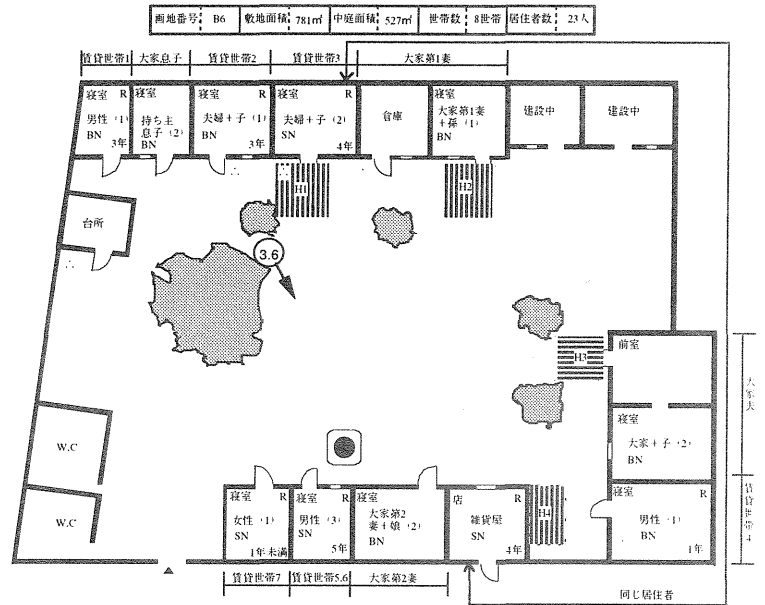 画地番号 B6 敷地面積 781㎡ 中庭面積 527㎡ 世帯数 8世帯 居住者数 23人
賃貸世帯1 大家息子 賃貸世帯2 賃貸世帯3 大家第1妻
寝室 R
男性 (1)
BN
3年
寝室
持ち主
息子 (2)
BN
寝室 R
夫婦+子 (1)
BN
3年
寝室 R
夫婦+子 (2)
SN
4年
倉庫
寝室
大家第1妻
+孫 (1)
BN
建設中
建設中
H1
H2
台所
3.6
H3
前室
寝室
大家+子 (2)
BN
大家夫
W.C
W.C
寝室 R
女性 (1)
SN
1年未満
寝室 R
男性 (3)
SN
5年
寝室
大家第2
妻+娘 (2)
BN
店 R
雑貨屋
SN
4年
H4
寝室 R
男性 (1)
BN
1年
賃貸世帯4
賃貸世帯7 賃貸世帯5,6 大家第2妻
同じ居住者